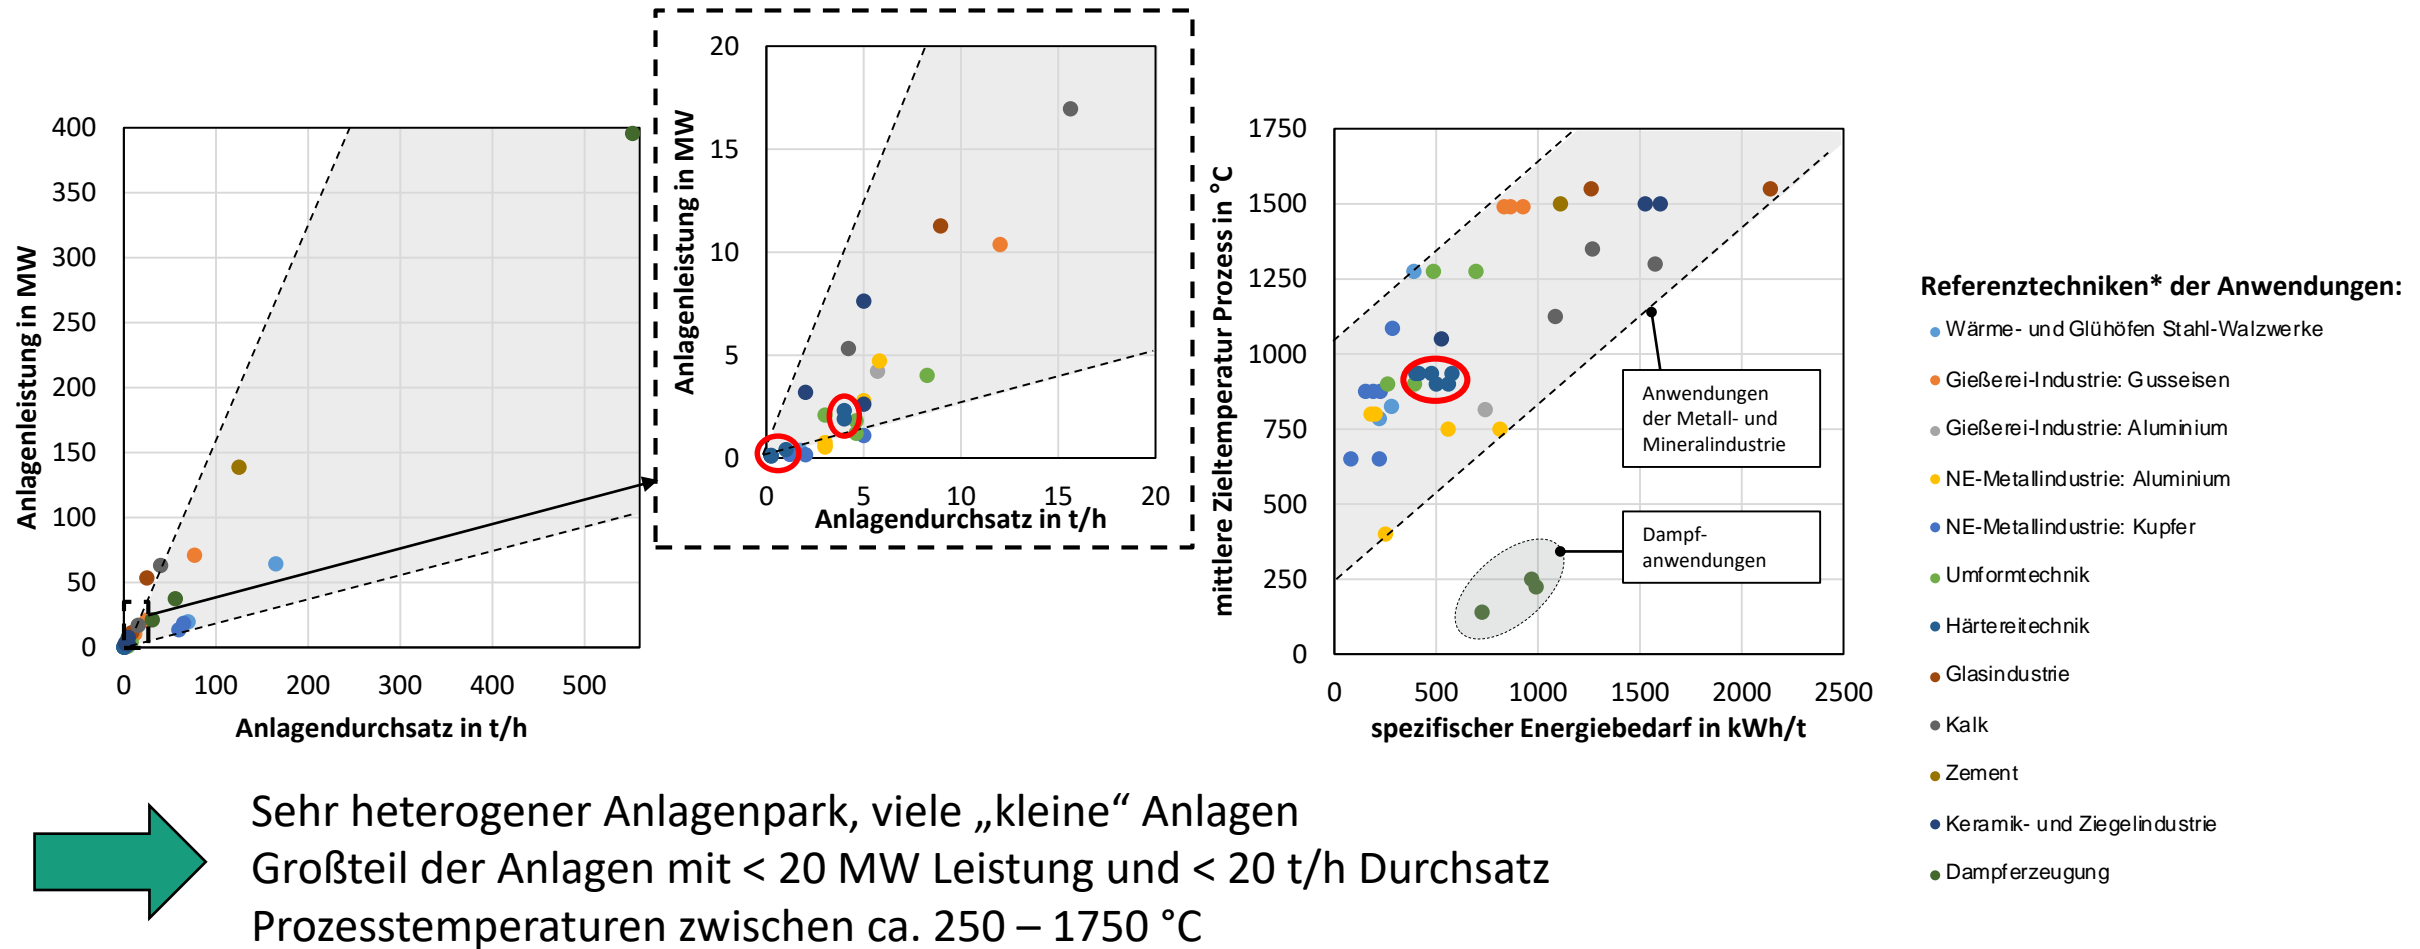 400
350
300
250
200
150
100
50
0
0 100 200 300 400 500
Anlagenleistung in MW
Anlagendurchsatz in t/h
20
15
10
5
0
0 5 10 15 20
Anlagenleistung in MW
Anlagendurchsatz in t/h
1750
1500
1250
1000
750
500
250
0
0 500 1000 1500 2000 2500
mittlere Zieltemperatur Prozess in °C
spezifischer Energiebedarf in kWh/t
Anwendungen
der Metall- und
Mineralindustrie
Dampf-
anwendungen
Referenztechniken* der Anwendungen:
Wärme- und Glühöfen Stahl-Walzwerke
Gießerei-Industrie: Gusseisen
Gießerei-Industrie: Aluminium
NE-Metallindustrie: Aluminium
NE-Metallindustrie: Kupfer
Umformtechnik
Härtereitechnik
Glasindustrie
Kalk
Zement
Keramik- und Ziegelindustrie
Dampferzeugung
Sehr heterogener Anlagenpark, viele „kleine“ Anlagen
Großteil der Anlagen mit < 20 MW Leistung und < 20 t/h Durchsatz
Prozesstemperaturen zwischen ca. 250 – 1750 °C